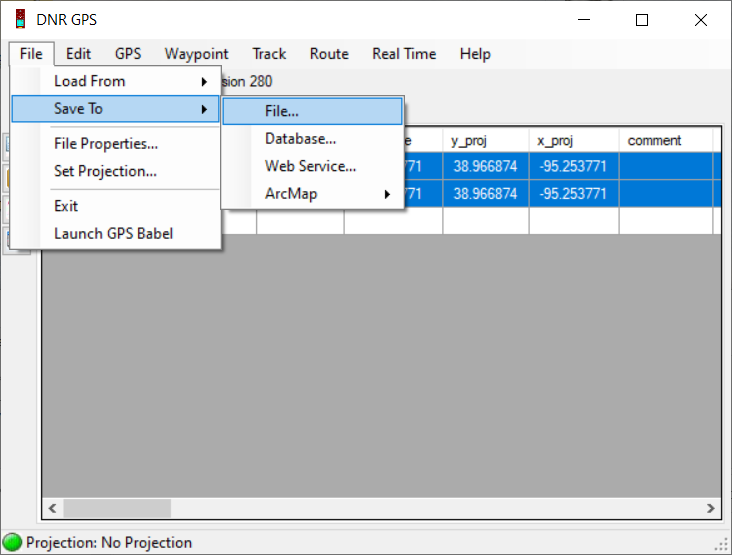 DNR GPS
File Edit GPS Waypoint Track Route Real Time Help
Load From
sion 280
Save To
File...
Database...
Web Service...
ArcMap
File Properties...
Set Projection...
Exit
Launch GPS Babel
e y_proj x_proj comment
771 38.966874 -95.253771
771 38.966874 -95.253771
Projection: No Projection